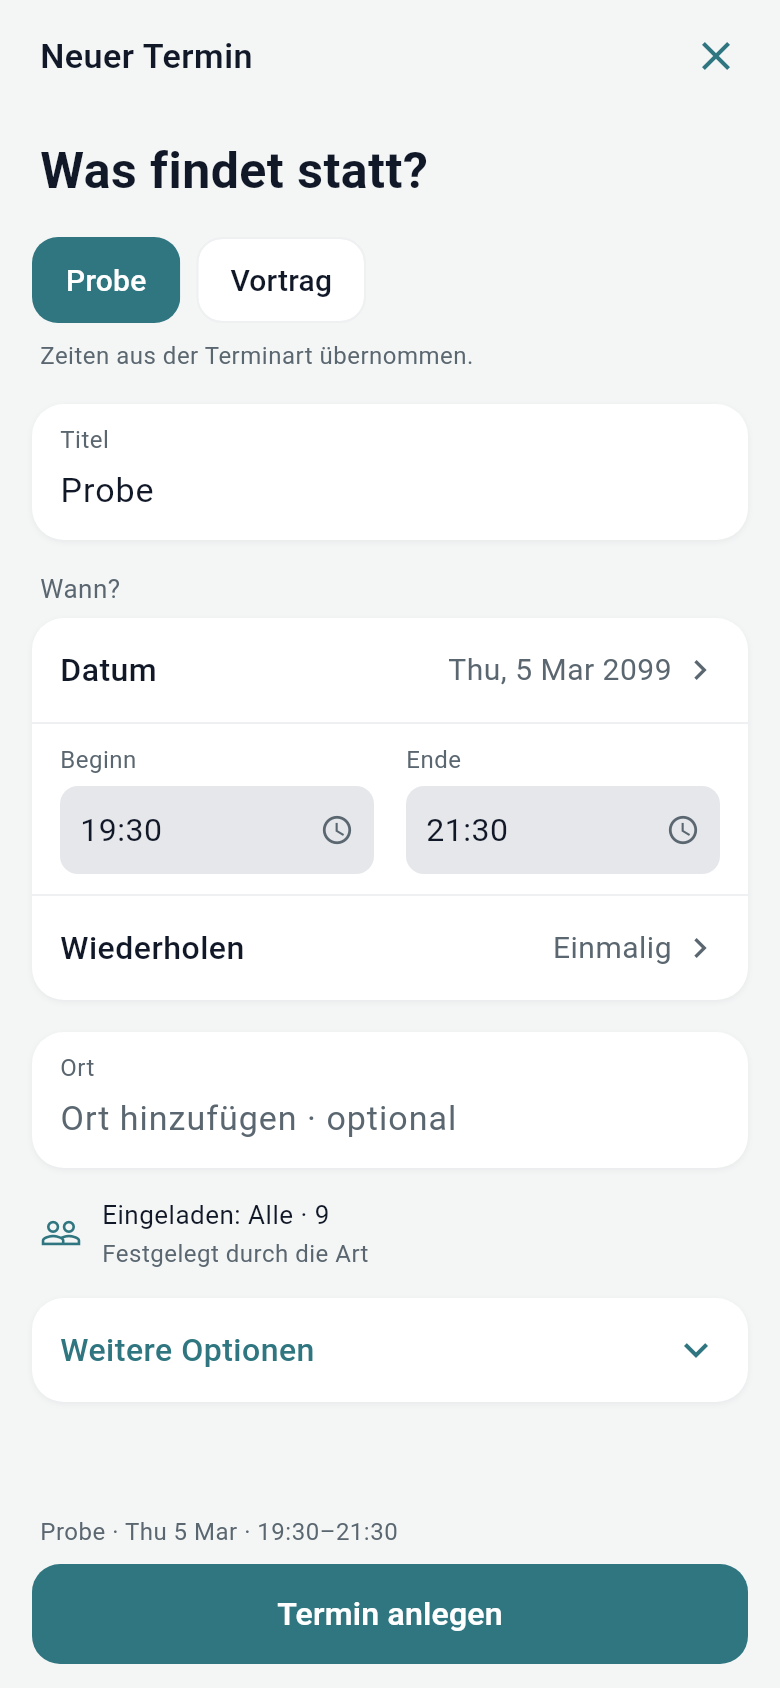 Neuer Termin
Was findet statt?
Probe
Vortrag
Zeiten aus der Terminart übernommen.
Titel
Probe
Wann?
Datum
Thu, 5 Mar 2099
Beginn
Ende
19:30
21:30
Wiederholen
Einmalig
Ort
Ort hinzufügen · optional
Eingeladen: Alle · 9
Festgelegt durch die Art
Weitere Optionen
Probe · Thu 5 Mar · 19:30–21:30
Termin anlegen